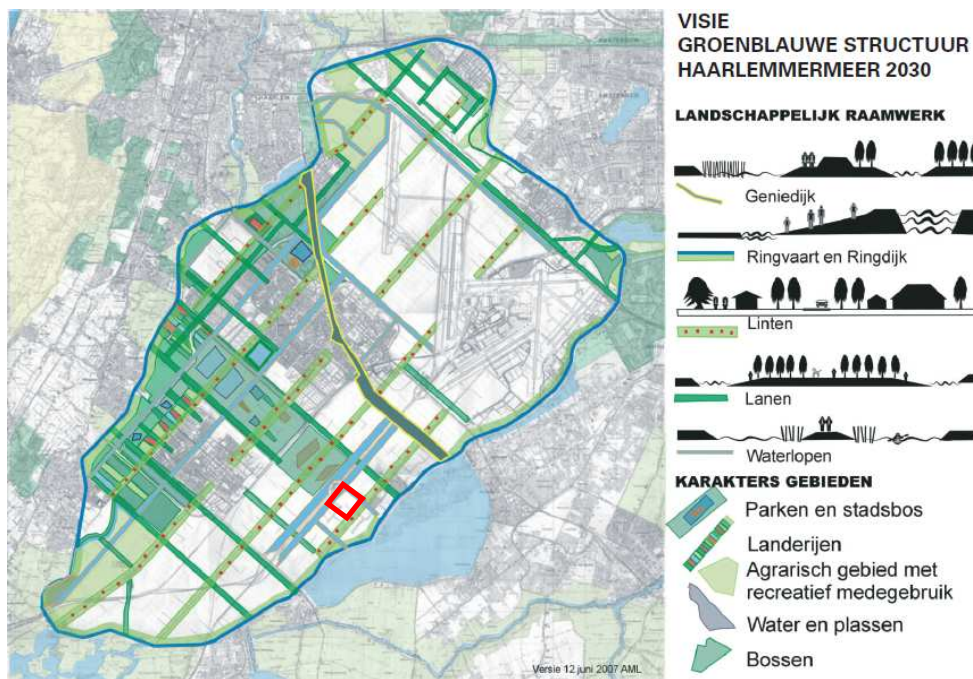 VISIE
GROENBLAUWE STRUCTUUR
HAARLEMMERMEER 2030
LANDSCHAPPELIJK RAAMWERK
Geniedijk
Ringvaart en Ringdijk
Linten
Lanen
Waterlopen
KARAKTERS GEBIEDEN
Parken en stadsbos
Landerijen
Agrarisch gebied met
recreatief medegebruik
Water en plassen
Bossen
Versie 12 juni 2007 AML